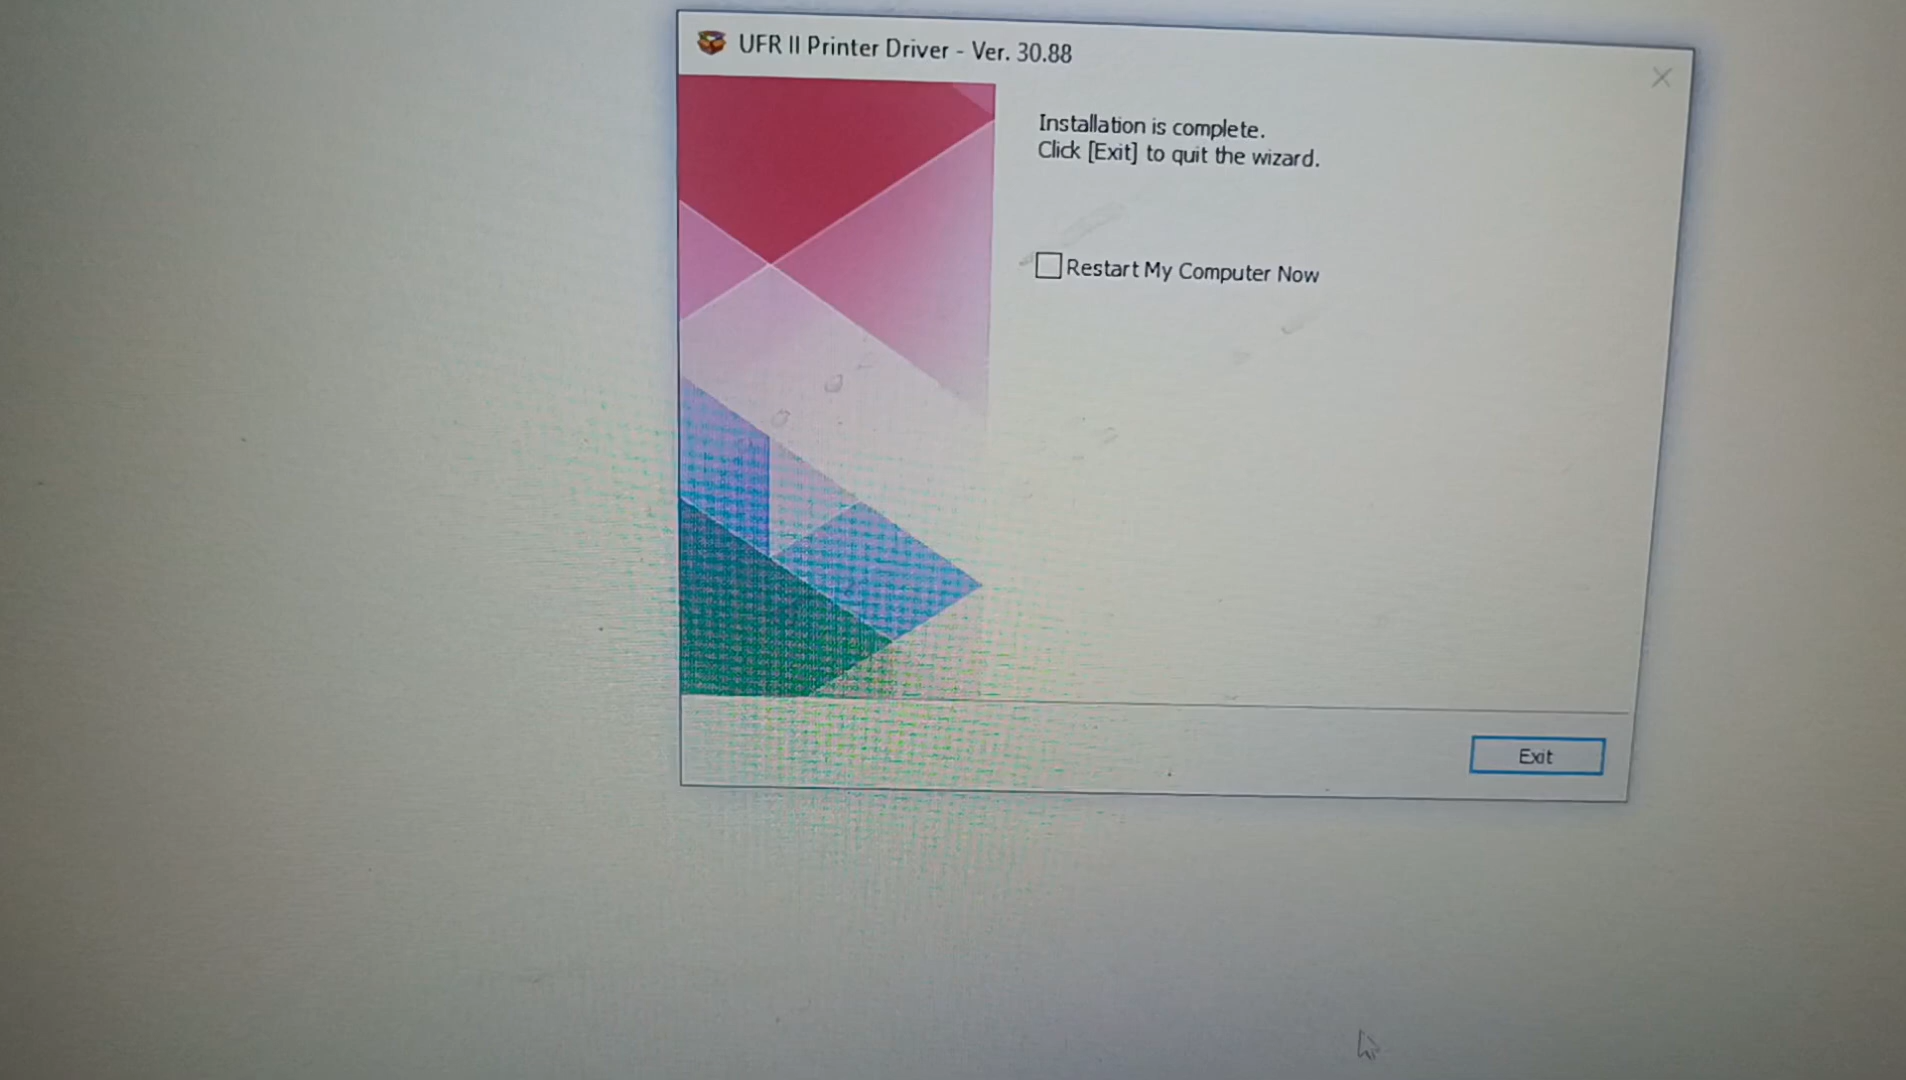 UFR II Printer Driver - Ver. 30.88
Installation is complete.
Click [Exit] to quit the wizard.
Restart My Computer Now
Exit